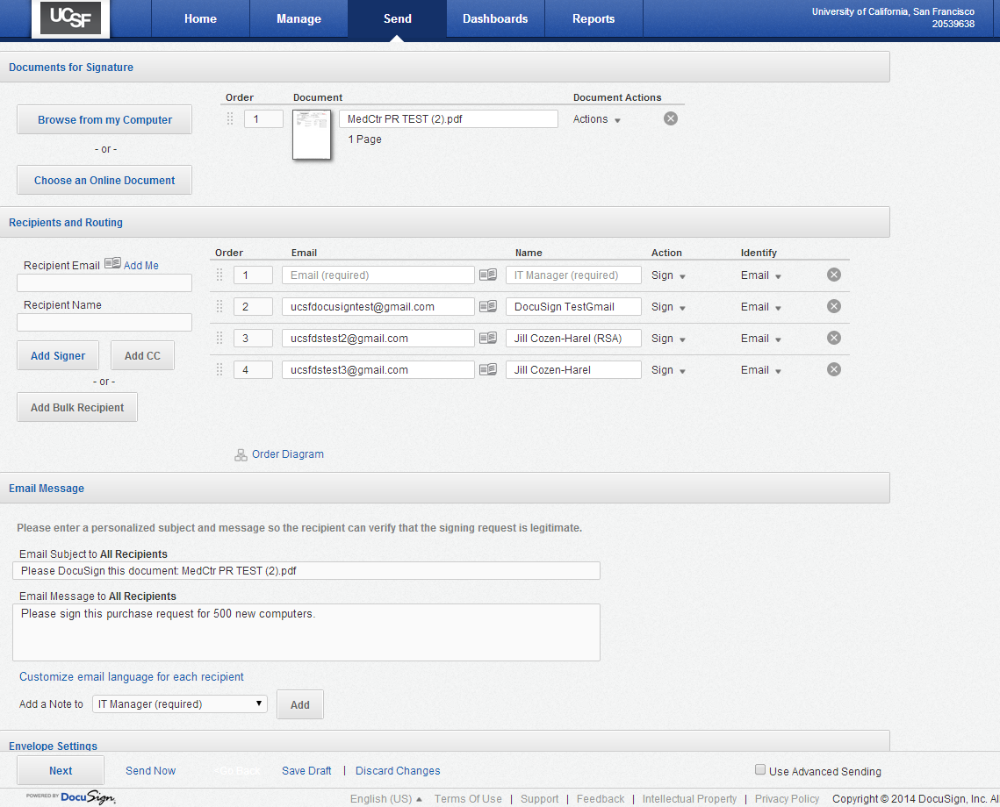 UCSF
Home Manage Send Dashboards Reports
University of California, San Francisco
20539638
Documents for Signature
Browse from my Computer
- or -
Choose an Online Document
Order Document Document Actions
1 MedCtr PR TEST (2).pdf Actions
1 Page
Recipients and Routing
Recipient Email Add Me
Recipient Name
Add Signer Add CC
- or -
Add Bulk Recipient
Order Email Name Action Identify
1 Email (required) IT Manager (required) Sign Email
2 ucsfdocusigntest@gmail.com DocuSign TestGmail Sign Email
3 ucsfdstest2@gmail.com Jill Cozen-Harel (RSA) Sign Email
4 ucsfdstest3@gmail.com Jill Cozen-Harel Sign Email
Order Diagram
Email Message
Please enter a personalized subject and message so the recipient can verify that the signing request is legitimate.
Email Subject to All Recipients
Please DocuSign this document: MedCtr PR TEST (2).pdf
Email Message to All Recipients
Please sign this purchase request for 500 new computers.
Customize email language for each recipient
Add a Note to IT Manager (required) Add
Envelope Settings
Next Send Now Go Back Save Draft | Discard Changes Use Advanced Sending
POWERED BY DocuSign.
English (US) Terms Of Use | Support | Feedback | Intellectual Property | Privacy Policy Copyright © 2014 DocuSign, Inc. Al